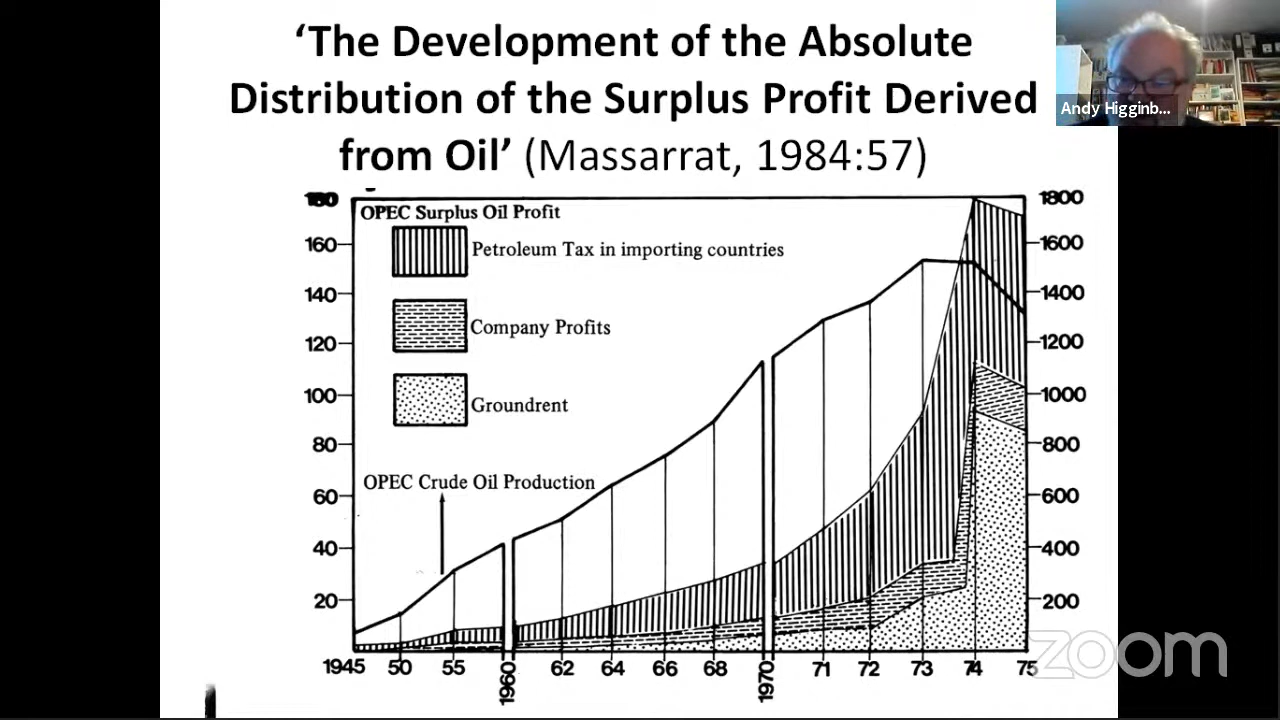 ‘The Development of the Absolute
Distribution of the Surplus Profit Derived
from Oil’ (Massarrat, 1984:57)
Andy Higginb...
OPEC Surplus Oil Profit
Petroleum Tax in importing countries
Company Profits
Groundrent
OPEC Crude Oil Production
180
160
140
120
100
80
60
40
20
1800
1600
1400
1200
1000
800
600
400
200
1945 50 55 1960 62 64 66 68 1970 71 72 73 74 75
zoom